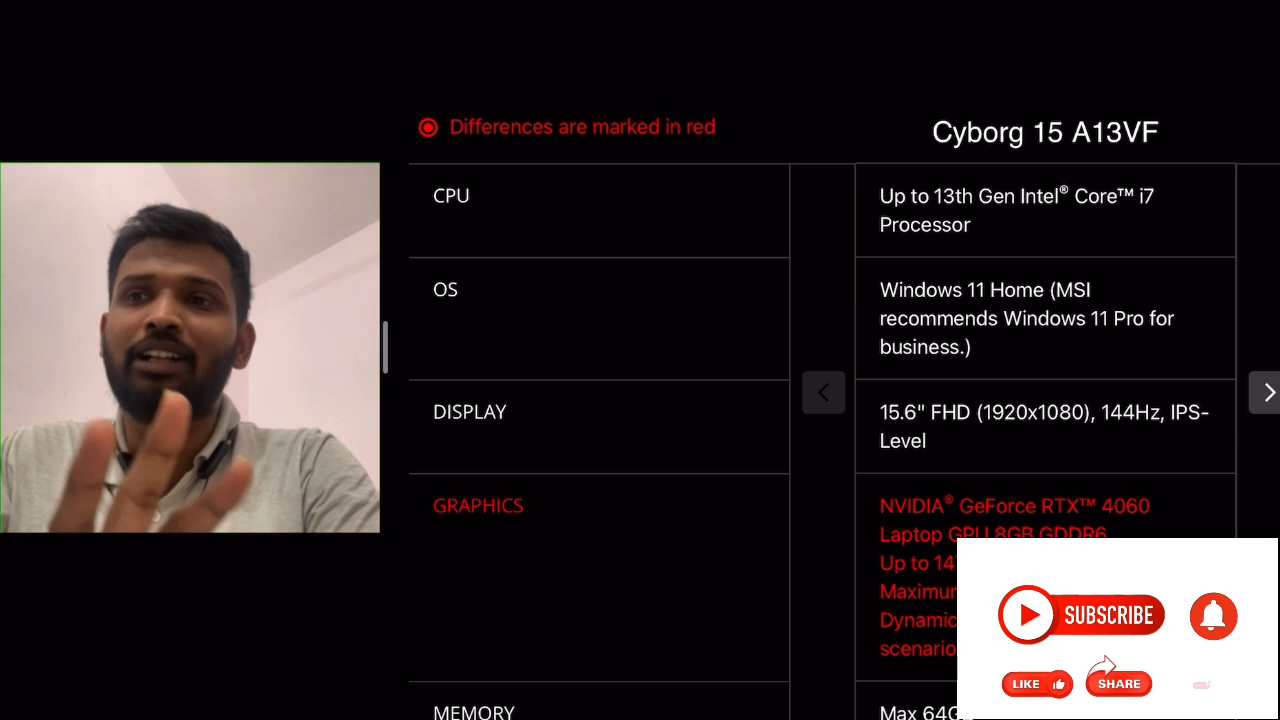 Differences are marked in red
Cyborg 15 A13VF
CPU
Up to 13th Gen Intel® Core™ i7
Processor
OS
Windows 11 Home (MSI
recommends Windows 11 Pro for
business.)
DISPLAY
15.6" FHD (1920x1080), 144Hz, IPS-
Level
GRAPHICS
NVIDIA® GeForce RTX™ 4060
Laptop GPU 8GB GDDR6
Up to
Dynamic
SUBSCRIBE
LIKE
SHARE
MEMORY
Max